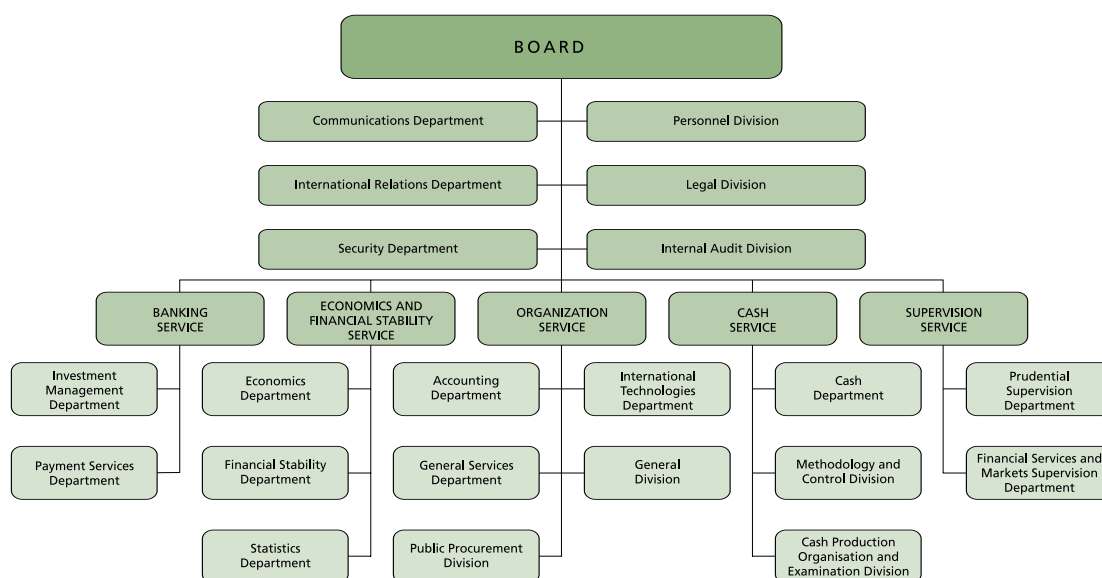 BOARD
Communications Department
Personnel Division
International Relations Department
Legal Division
Security Department
Internal Audit Division
BANKING
SERVICE
ECONOMICS AND
FINANCIAL STABILITY
SERVICE
ORGANIZATION
SERVICE
CASH
SERVICE
SUPERVISION
SERVICE
Investment
Management
Department
Economics
Department
Accounting
Department
International
Technologies
Department
Cash
Department
Prudential
Supervision
Department
Payment Services
Department
Financial Stability
Department
General Services
Department
General
Division
Methodology and
Control Division
Financial Services and
Markets Supervision
Department
Statistics
Department
Public Procurement
Division
Cash Production
Organisation and
Examination Division